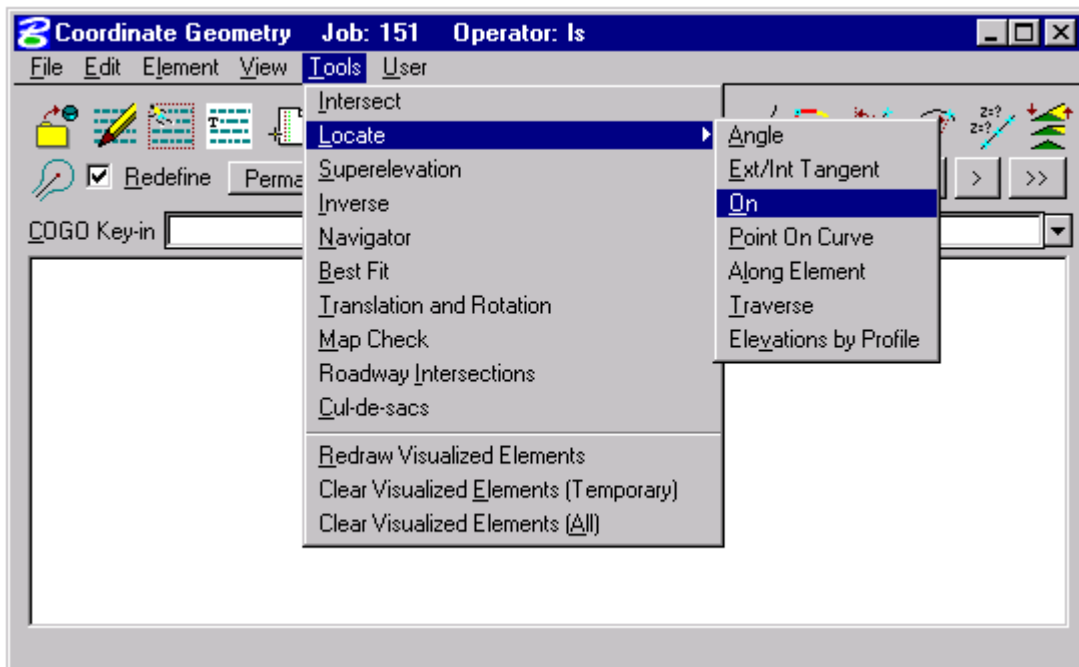 Coordinate Geometry Job: 151 Operator: ls
File Edit Element View Tools User
Intersect
Locate
Superelevation
Inverse
Navigator
Best Fit
Translation and Rotation
Map Check
Roadway Intersections
Cul-de-sacs
Redraw Visualized Elements
Clear Visualized Elements (Temporary)
Clear Visualized Elements (All)
Angle
Ext/Int Tangent
On
Point On Curve
Along Element
Traverse
Elevations by Profile
Redefine Perma
> >>
COGO Key-in
T
z=?
z=?